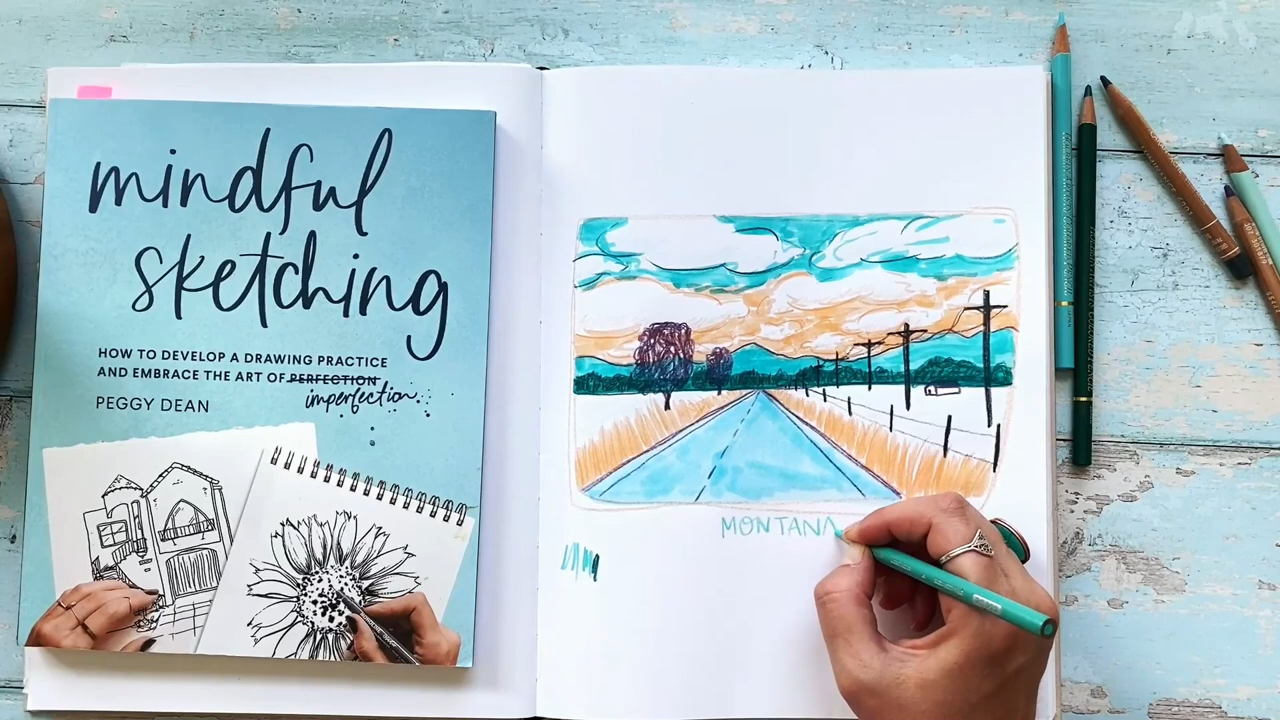 mindful
sketching
HOW TO DEVELOP A DRAWING PRACTICE
AND EMBRACE THE ART OF PERFECTION
imperfection
PEGGY DEAN
MONTANA